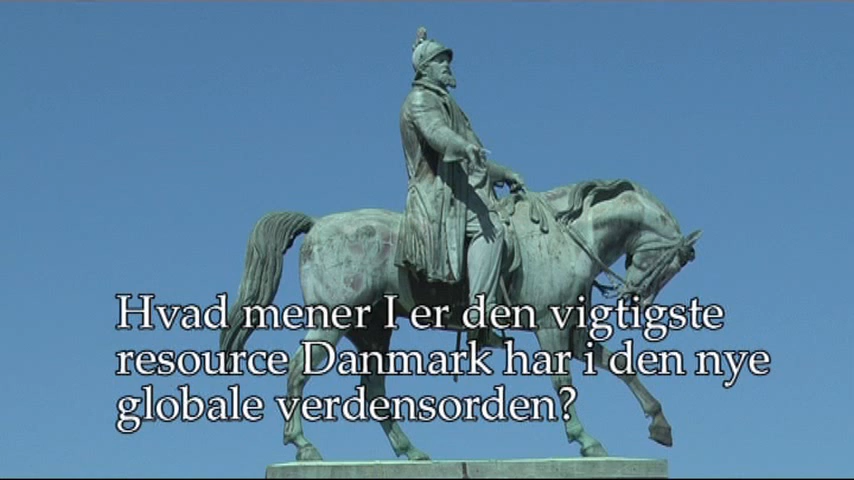 Hvad mener I er den vigtigste
resource Danmark har i den nye
globale verdensorden?